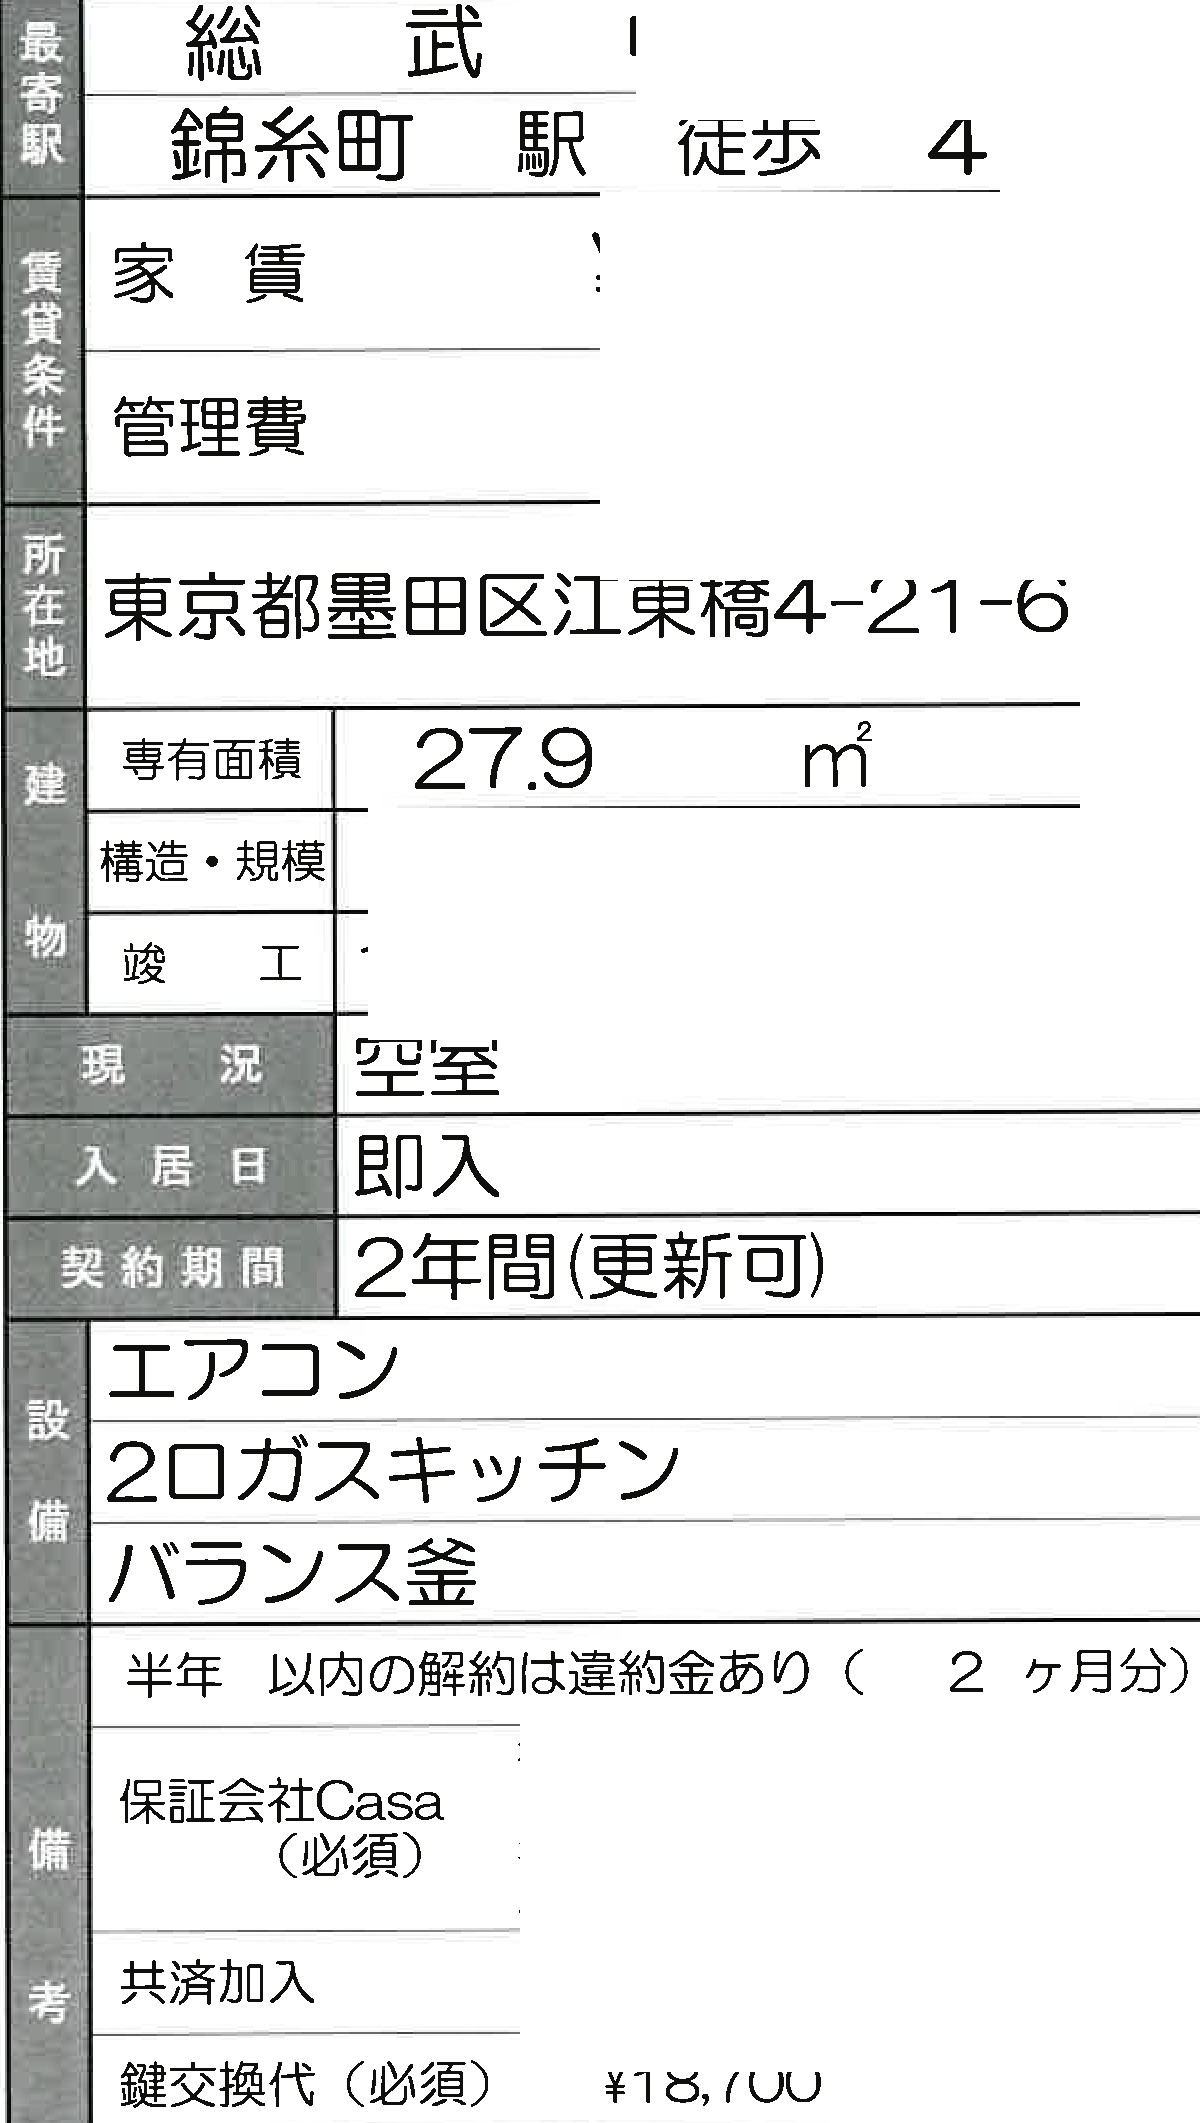 最寄駅
総 武
錦糸町 駅 徒歩 4
賃貸条件
家 賃
管理費
所在地
東京都墨田区江東橋4-21-6
建物
専有面積 27.9 ㎡
構造・規模
竣 工
現 況 空室
入居日 即入
契約期間 2年間(更新可)
設備
エアコン
2口ガスキッチン
バランス釜
備考
半年 以内の解約は違約金あり( 2 ヶ月分)
保証会社Casa
(必須)
共済加入
鍵交換代(必須) ¥18,700